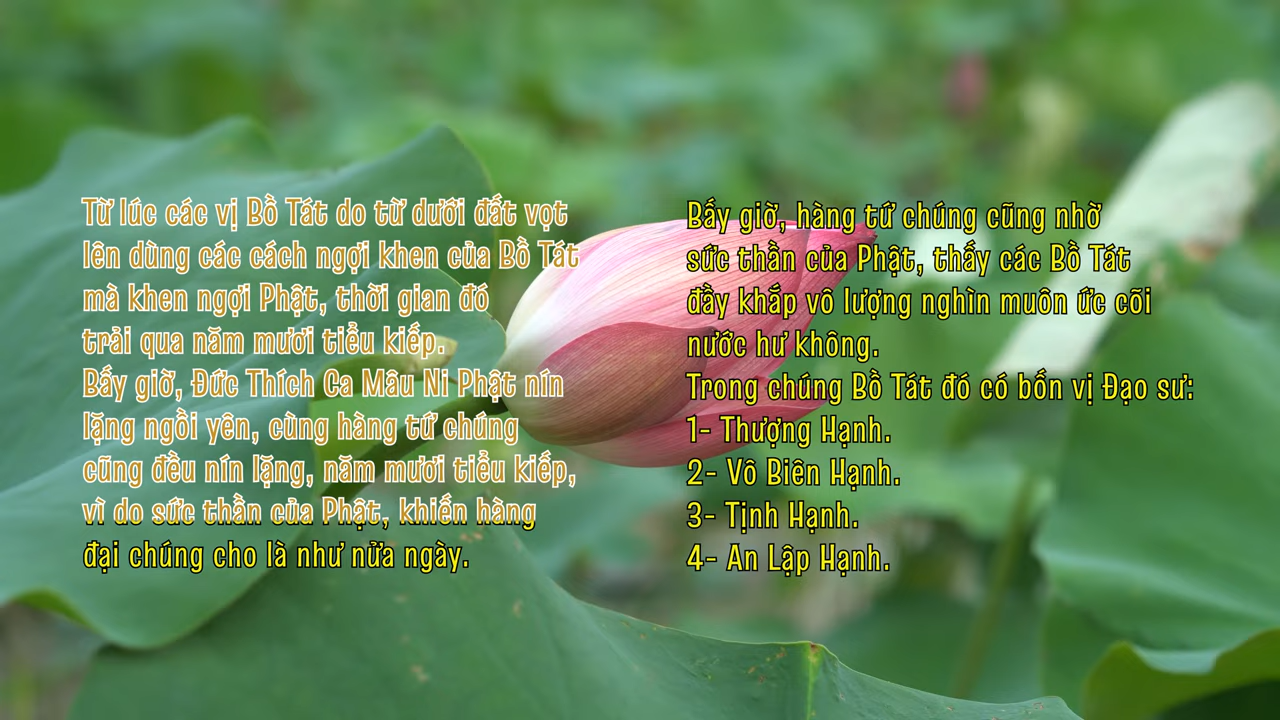 Từ lúc các vị Bồ Tát do từ dưới đất vọt
lên dùng các cách ngợi khen của Bồ Tát
mà khen ngợi Phật, thời gian đó
trải qua năm mươi tiểu kiếp.
Bấy giờ, Đức Thích Ca Mâu Ni Phật nín
lặng ngồi yên, cùng hàng tứ chúng
cũng đều nín lặng, năm mươi tiểu kiếp,
vì do sức thần của Phật, khiến hàng
đại chúng cho là như nửa ngày.
Bấy giờ, hàng tứ chúng cũng nhờ
sức thần của Phật, thấy các Bồ Tát
đầy khắp vô lượng nghìn muôn ức cõi
nước hư không.
Trong chúng Bồ Tát đó có bốn vị Đạo sư:
1- Thượng Hạnh.
2- Vô Biên Hạnh.
3- Tịnh Hạnh.
4- An Lập Hạnh.